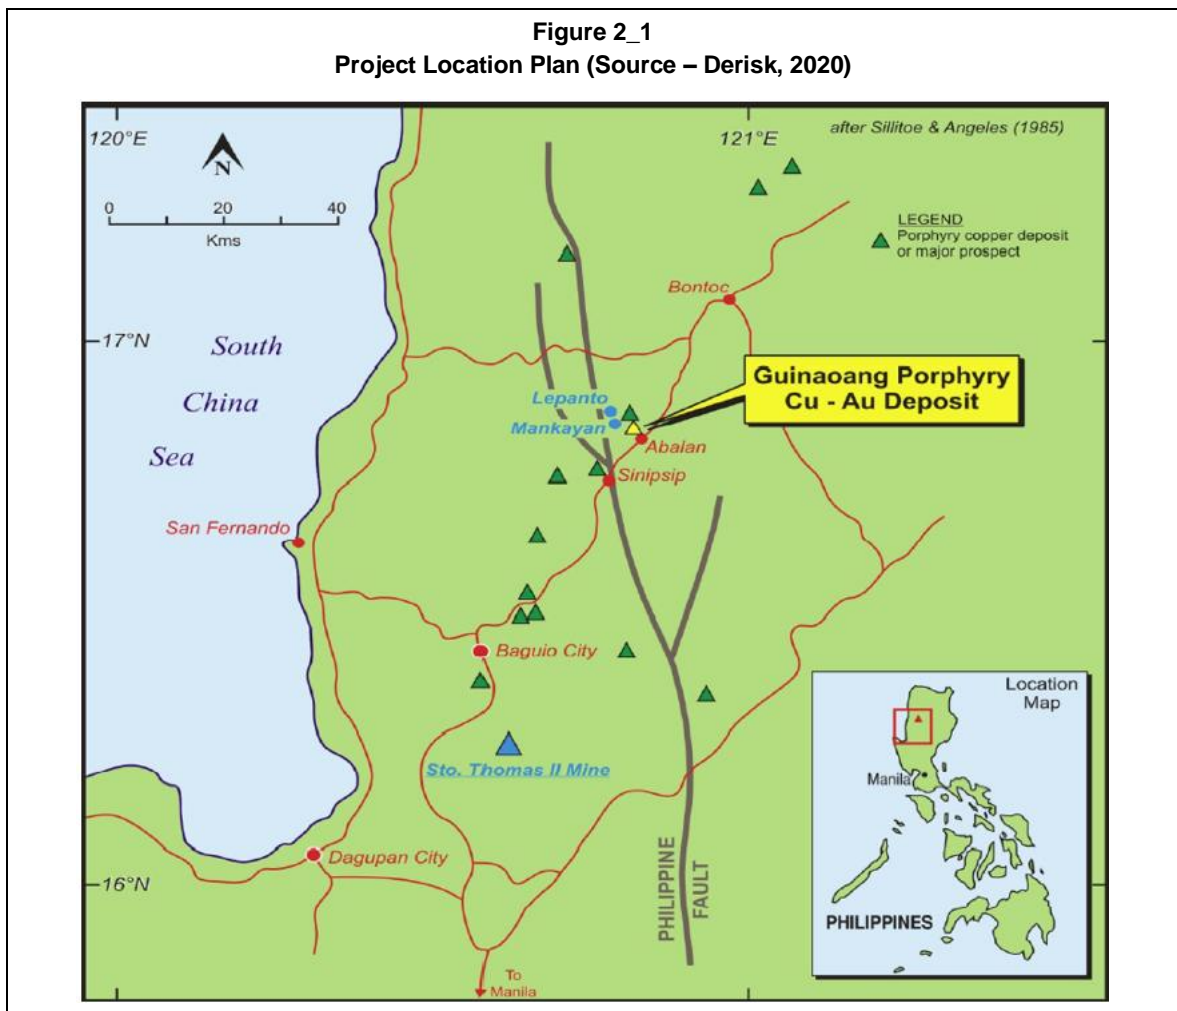 Figure 2_1
Project Location Plan (Source – Derisk, 2020)
120°E
121°E
after Sillitoe & Angeles (1985)
N
0 20 40
Kms
LEGEND
Porphyry copper deposit
or major prospect
Bontoc
17°N
South
China
Sea
Guinaoang Porphyry
Cu - Au Deposit
Lepanto
Mankayan
Abalan
Sinipsip
San Fernando
Baguio City
Location
Map
Sto. Thomas II Mine
Manila
Dagupan City
16°N
PHILIPPINE
FAULT
PHILIPPINES
To
Manila